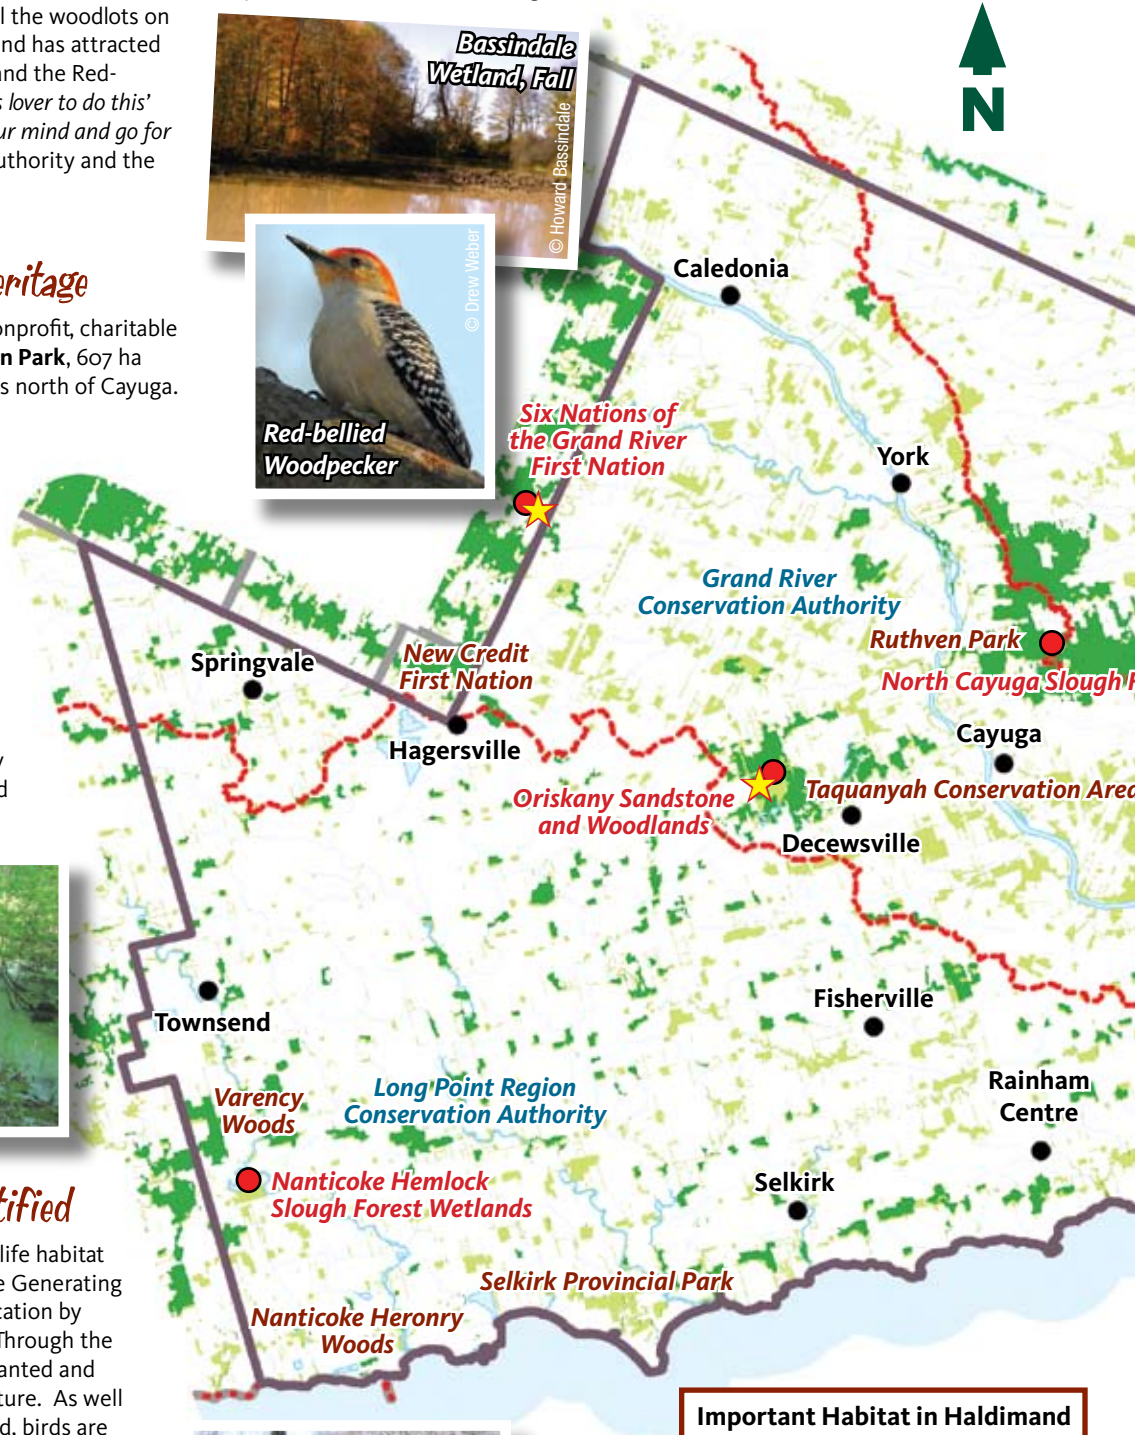 l the woodlots on
nd has attracted
and the Red-
s lover to do this’
ur mind and go for
uthority and the
eritage
onprofit, charitable
n Park, 607 ha
s north of Cayuga.
Bassindale
Wetland, Fall
© Howard Bassindale
© Drew Weber
Red-bellied
Woodpecker
N
Caledonia
Six Nations of
the Grand River
First Nation
York
Grand River
Conservation Authority
Ruthven Park
North Cayuga Slough F
New Credit
First Nation
Springvale
Hagersville
Cayuga
Oriskany Sandstone
and Woodlands
Taquanyah Conservation Area
Decewsville
y
d
Townsend
Fisherville
Varency
Woods
Long Point Region
Conservation Authority
Rainham
Centre
Nanticoke Hemlock
Slough Forest Wetlands
Selkirk
Selkirk Provincial Park
Nanticoke Heronry
Woods
tified
life habitat
e Generating
cation by
Through the
anted and
ture. As well
d, birds are
Important Habitat in Haldimand